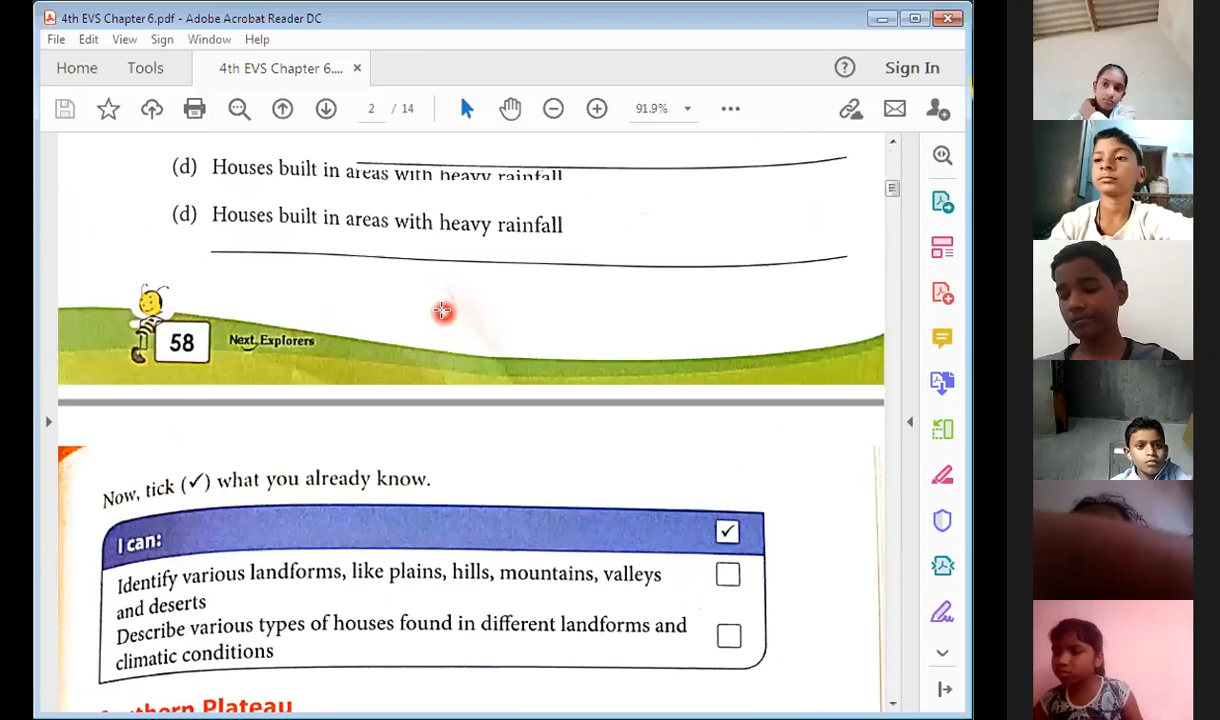 4th EVS Chapter 6.pdf - Adobe Acrobat Reader DC
File Edit View Sign Window Help
Home Tools 4th EVS Chapter 6.... × Sign In
2 / 14 91.9%
(d) Houses built in areas with heavy rainfall
(d) Houses built in areas with heavy rainfall
58 Next Explorers
Now, tick (✓) what you already know.
I can: ✓
Identify various landforms, like plains, hills, mountains, valleys
and deserts
Describe various types of houses found in different landforms and
climatic conditions
Plateau